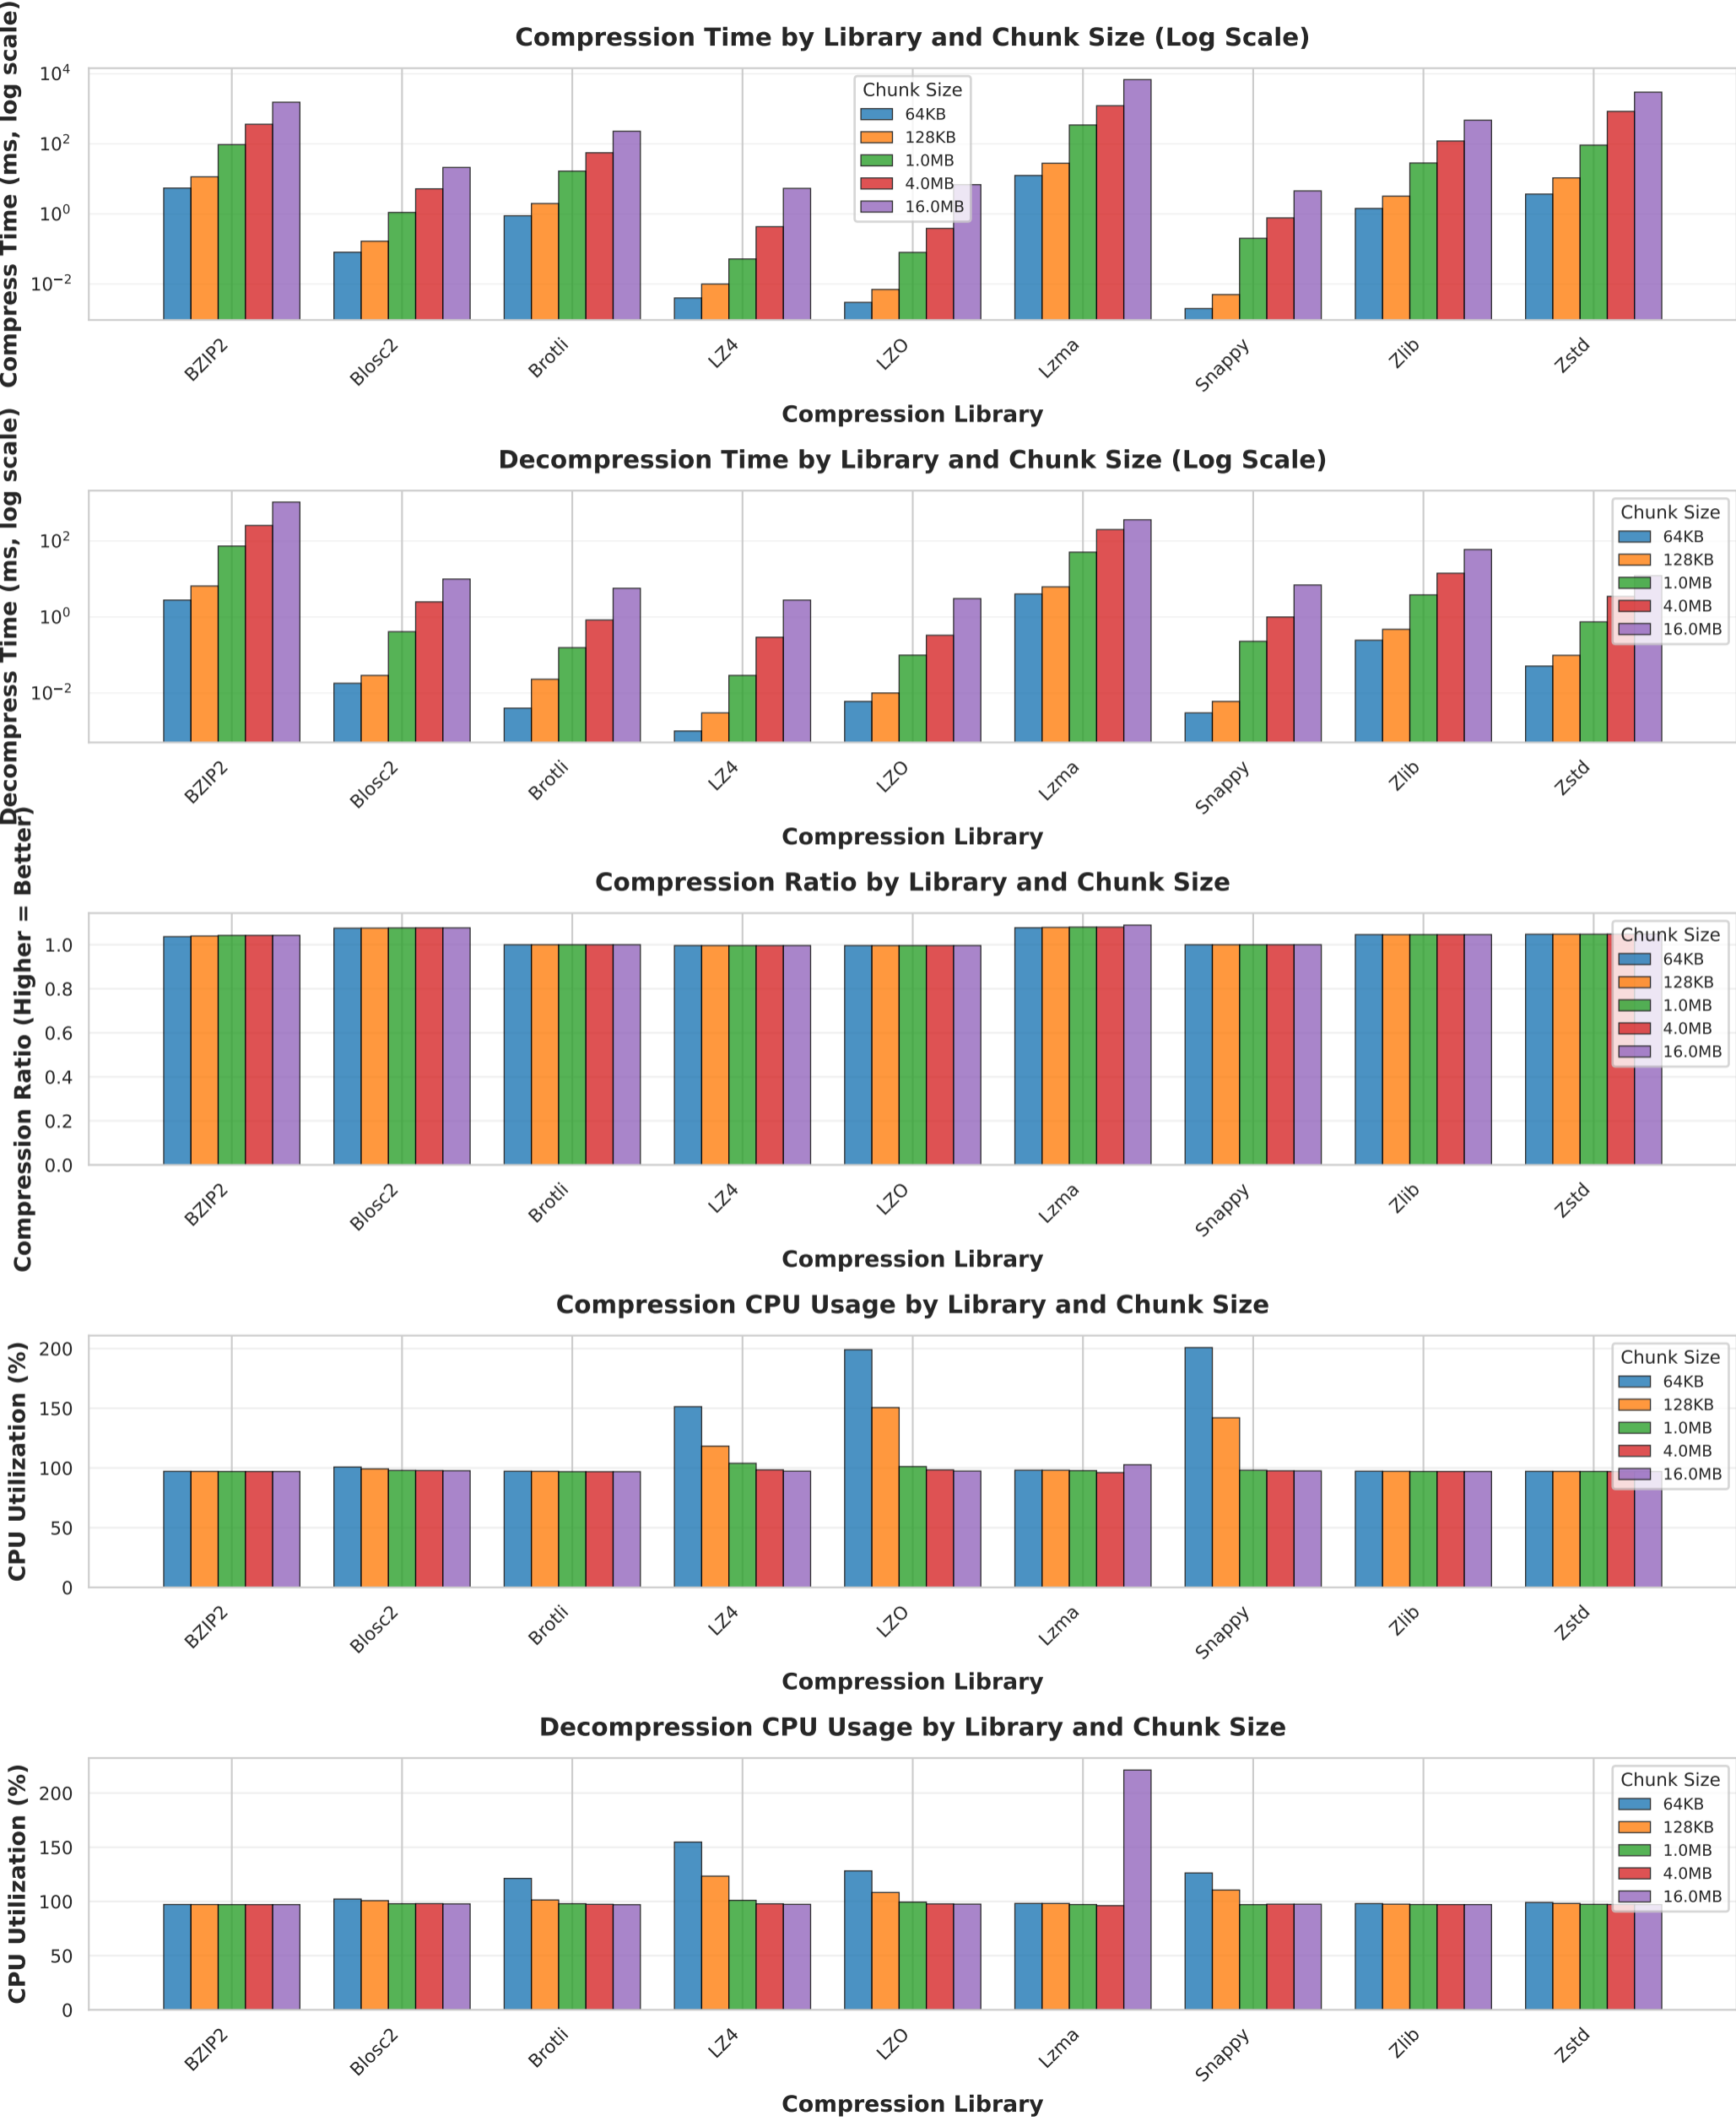 Compression Time by Library and Chunk Size (Log Scale)
Compress Time (ms, log scale)
10⁴
10²
10⁰
10⁻²
Chunk Size
64KB
128KB
1.0MB
4.0MB
16.0MB
BZIP2
Blosc2
Brotli
LZ4
LZO
Lzma
Snappy
Zlib
Zstd
Compression Library
Decompression Time by Library and Chunk Size (Log Scale)
Decompress Time (ms, log scale)
10²
10⁰
10⁻²
Chunk Size
64KB
128KB
1.0MB
4.0MB
16.0MB
BZIP2
Blosc2
Brotli
LZ4
LZO
Lzma
Snappy
Zlib
Zstd
Compression Library
Compression Ratio by Library and Chunk Size
Compression Ratio (Higher = Better)
1.0
0.8
0.6
0.4
0.2
0.0
Chunk Size
64KB
128KB
1.0MB
4.0MB
16.0MB
BZIP2
Blosc2
Brotli
LZ4
LZO
Lzma
Snappy
Zlib
Zstd
Compression Library
Compression CPU Usage by Library and Chunk Size
CPU Utilization (%)
200
150
100
50
0
Chunk Size
64KB
128KB
1.0MB
4.0MB
16.0MB
BZIP2
Blosc2
Brotli
LZ4
LZO
Lzma
Snappy
Zlib
Zstd
Compression Library
Decompression CPU Usage by Library and Chunk Size
CPU Utilization (%)
200
150
100
50
0
Chunk Size
64KB
128KB
1.0MB
4.0MB
16.0MB
BZIP2
Blosc2
Brotli
LZ4
LZO
Lzma
Snappy
Zlib
Zstd
Compression Library